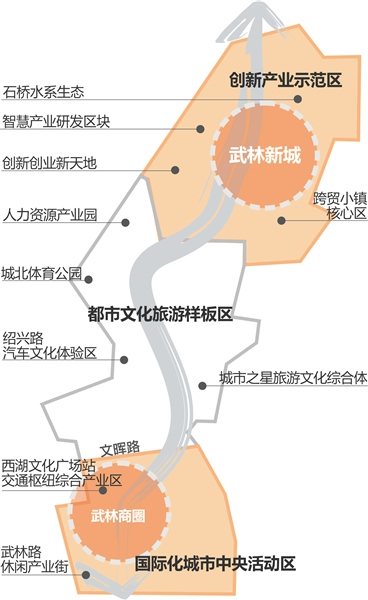 创新产业示范区
石桥水系生态
智慧产业研发区块
武林新城
创新创业新天地
跨贸小镇
核心区
人力资源产业园
城北体育公园
都市文化旅游样板区
绍兴路
汽车文化体验区
城市之星旅游文化综合体
文晖路
西湖文化广场站
交通枢纽综合产业区
武林商圈
武林路
休闲产业街
国际化城市中央活动区